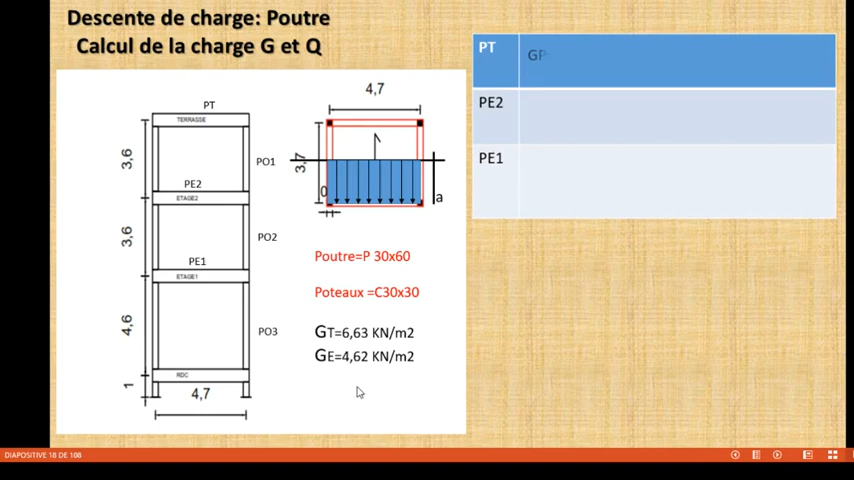 Descente de charge: Poutre
Calcul de la charge G et Q
PT
TERRASSE
3,6
PO1
PE2
ETAGE2
3,6
PO2
PE1
ETAGE1
4,6
PO3
RDC
1
4,7
4,7
3,7
0
a
Poutre=P 30x60
Poteaux =C30x30
GT=6,63 KN/m2
GE=4,62 KN/m2
PT
GP
PE2
PE1
DIAPOSITIVE 18 DE 108